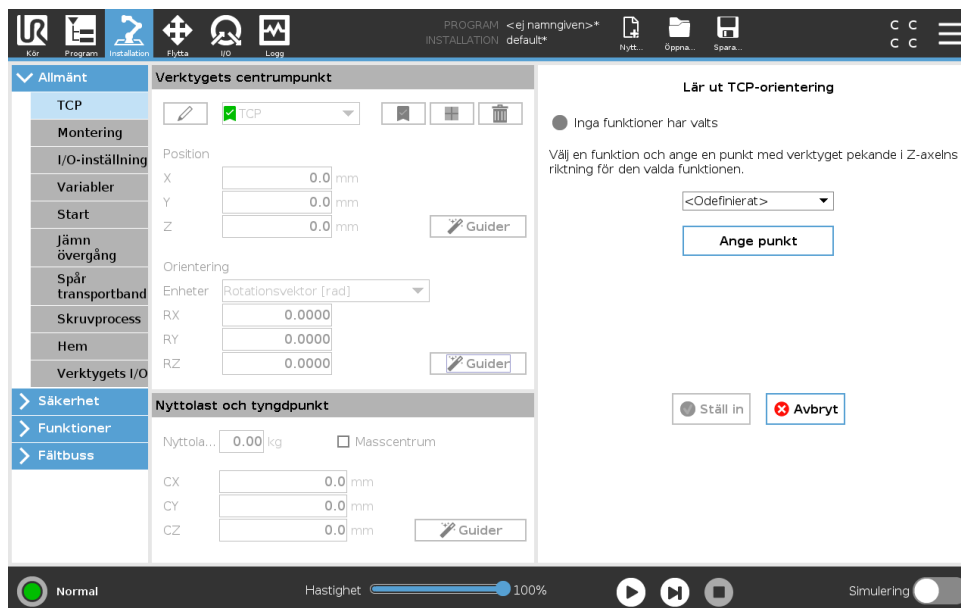 UR
PROGRAM <ej namngiven>*
INSTALLATION default*
C C
C C
Kör Program Installation Flytta I/O Logg Nytt... Öppna... Spara...
Allmänt
TCP
Montering
I/O-inställning
Variabler
Start
Jämn
övergång
Spår
transportband
Skruvprocess
Hem
Verktygets I/O
Säkerhet
Funktioner
Fältbuss
Verktygets centrumpunkt
TCP
Position
X 0.0 mm
Y 0.0 mm
Z 0.0 mm Guider
Orientering
Enheter Rotationsvektor [rad]
RX 0.0000
RY 0.0000
RZ 0.0000 Guider
Nyttolast och tyngdpunkt
Nyttola... 0.00 kg Masscentrum
CX 0.0 mm
CY 0.0 mm
CZ 0.0 mm Guider
Lär ut TCP-orientering
Inga funktioner har valts
Välj en funktion och ange en punkt med verktyget pekande i Z-axelns
riktning för den valda funktionen.
<Odefinierat>
Ange punkt
Ställ in Avbryt
Normal Hastighet 100% Simulering